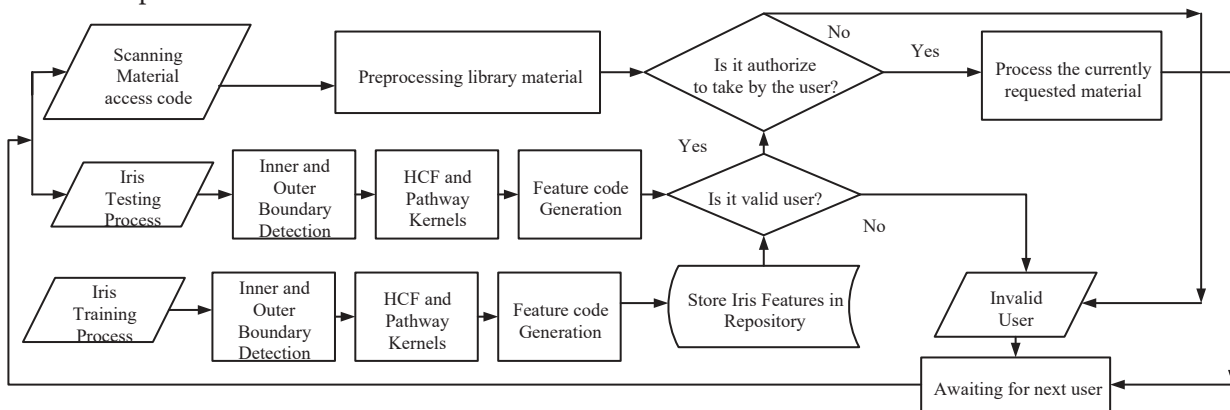 Scanning
Material
access code
Preprocessing library material
Is it authorize
to take by the user?
No
Yes
Process the currently
requested material
Yes
Iris
Testing
Process
Inner and
Outer
Boundary
Detection
HCF and
Pathway
Kernels
Feature code
Generation
Is it valid user?
No
Iris
Training
Process
Inner and
Outer
Boundary
Detection
HCF and
Pathway
Kernels
Feature code
Generation
Store Iris Features in
Repository
Invalid
User
Awaiting for next user